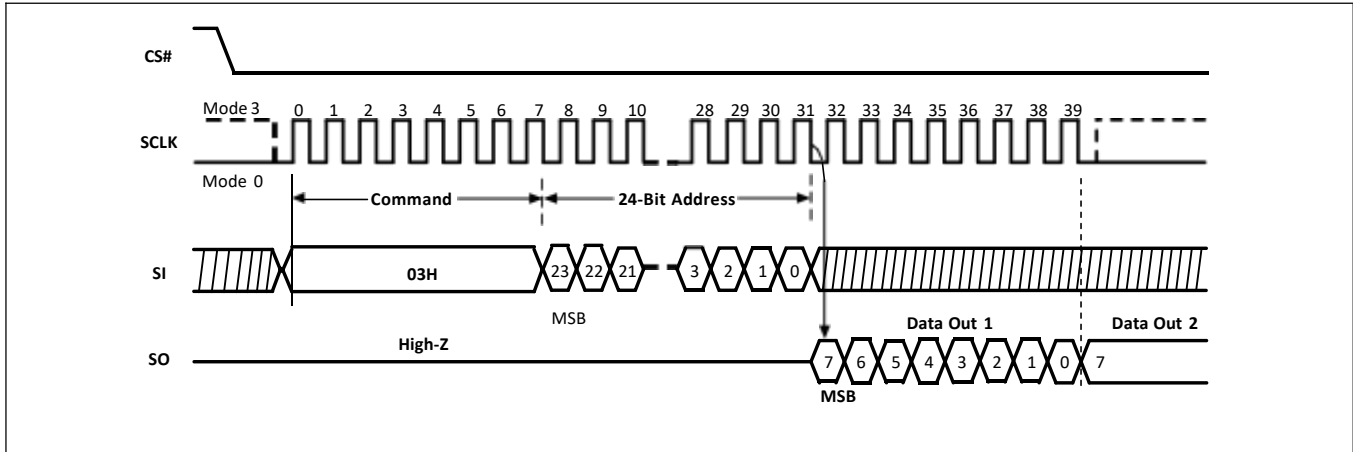 CS#
Mode 3
0 1 2 3 4 5 6 7 8 9 10 28 29 30 31 32 33 34 35 36 37 38 39
SCLK
Mode 0
Command 24-Bit Address
SI 03H 23 22 21 3 2 1 0
MSB
High-Z Data Out 1 Data Out 2
SO 7 6 5 4 3 2 1 0 7
MSB